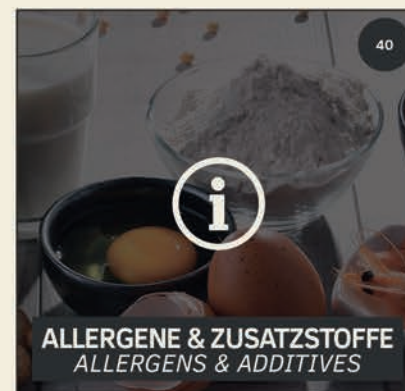 40
i
ALLERGENE & ZUSATZSTOFFE
ALLERGENS & ADDITIVES